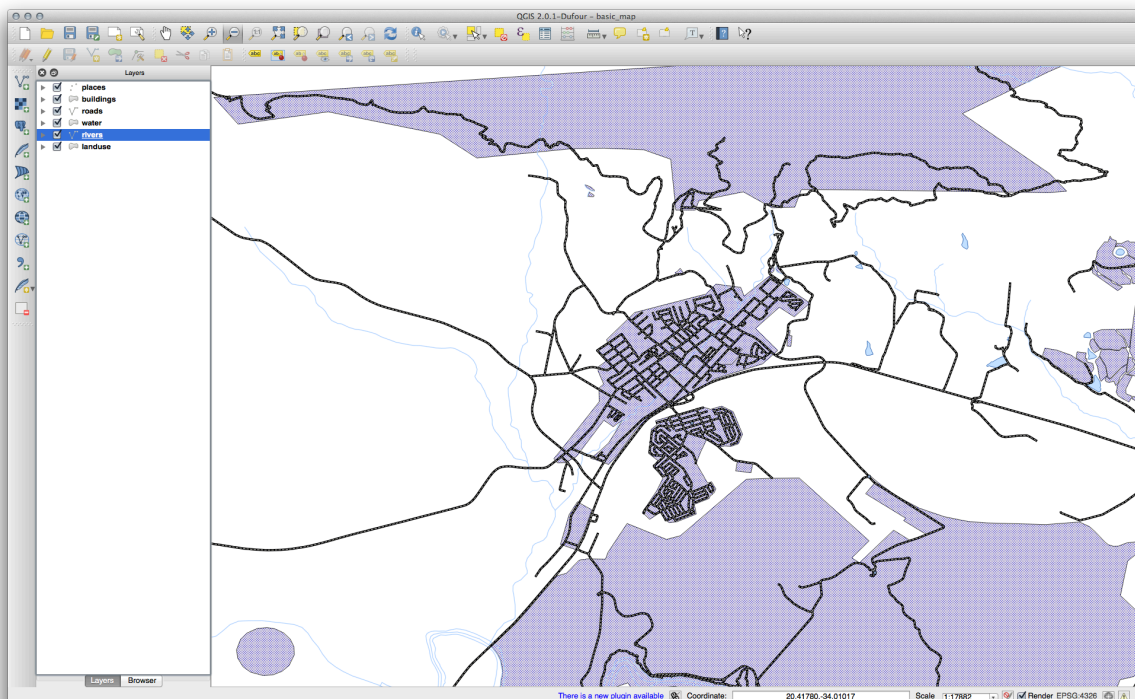 QGIS 2.0.1-Dufour - basic_map
Layers
places
buildings
roads
water
rivers
landuse
Layers
Browser
There is a new plugin available
Coordinate:
20.41780,-34.01017
Scale
1:17882
Render
EPSG:4326